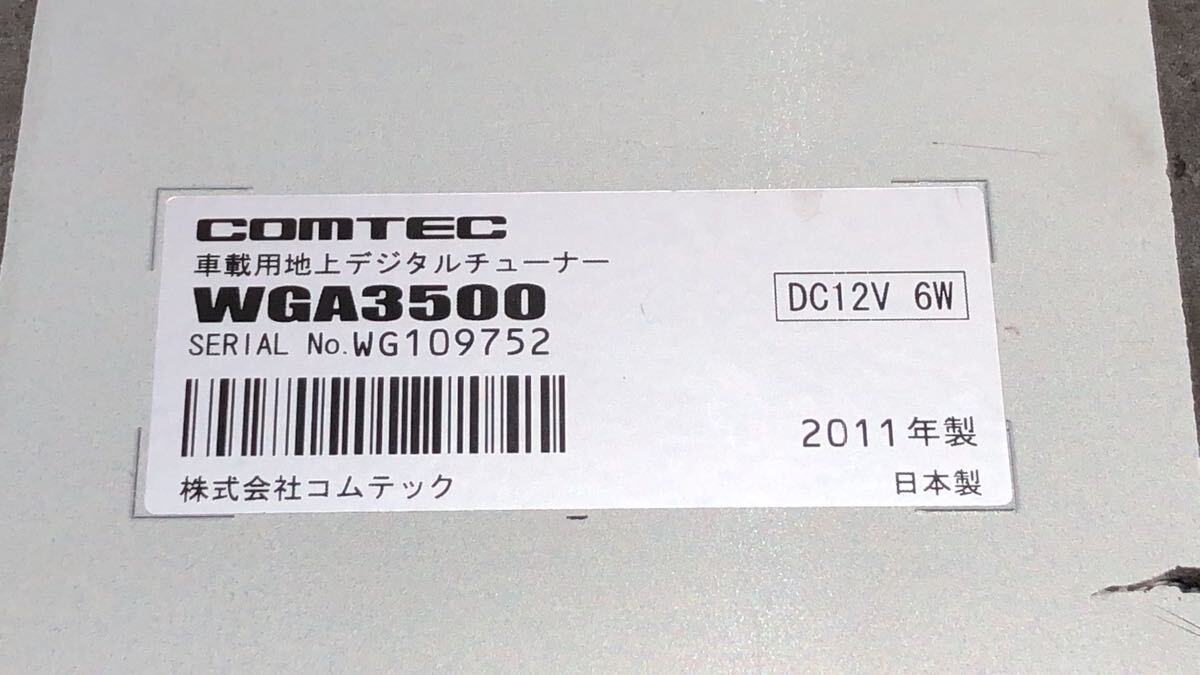 COMTEC
車載用地上デジタルチューナー
WGA3500
DC12V 6W
SERIAL No.WG109752
2011年製
株式会社コムテック
日本製